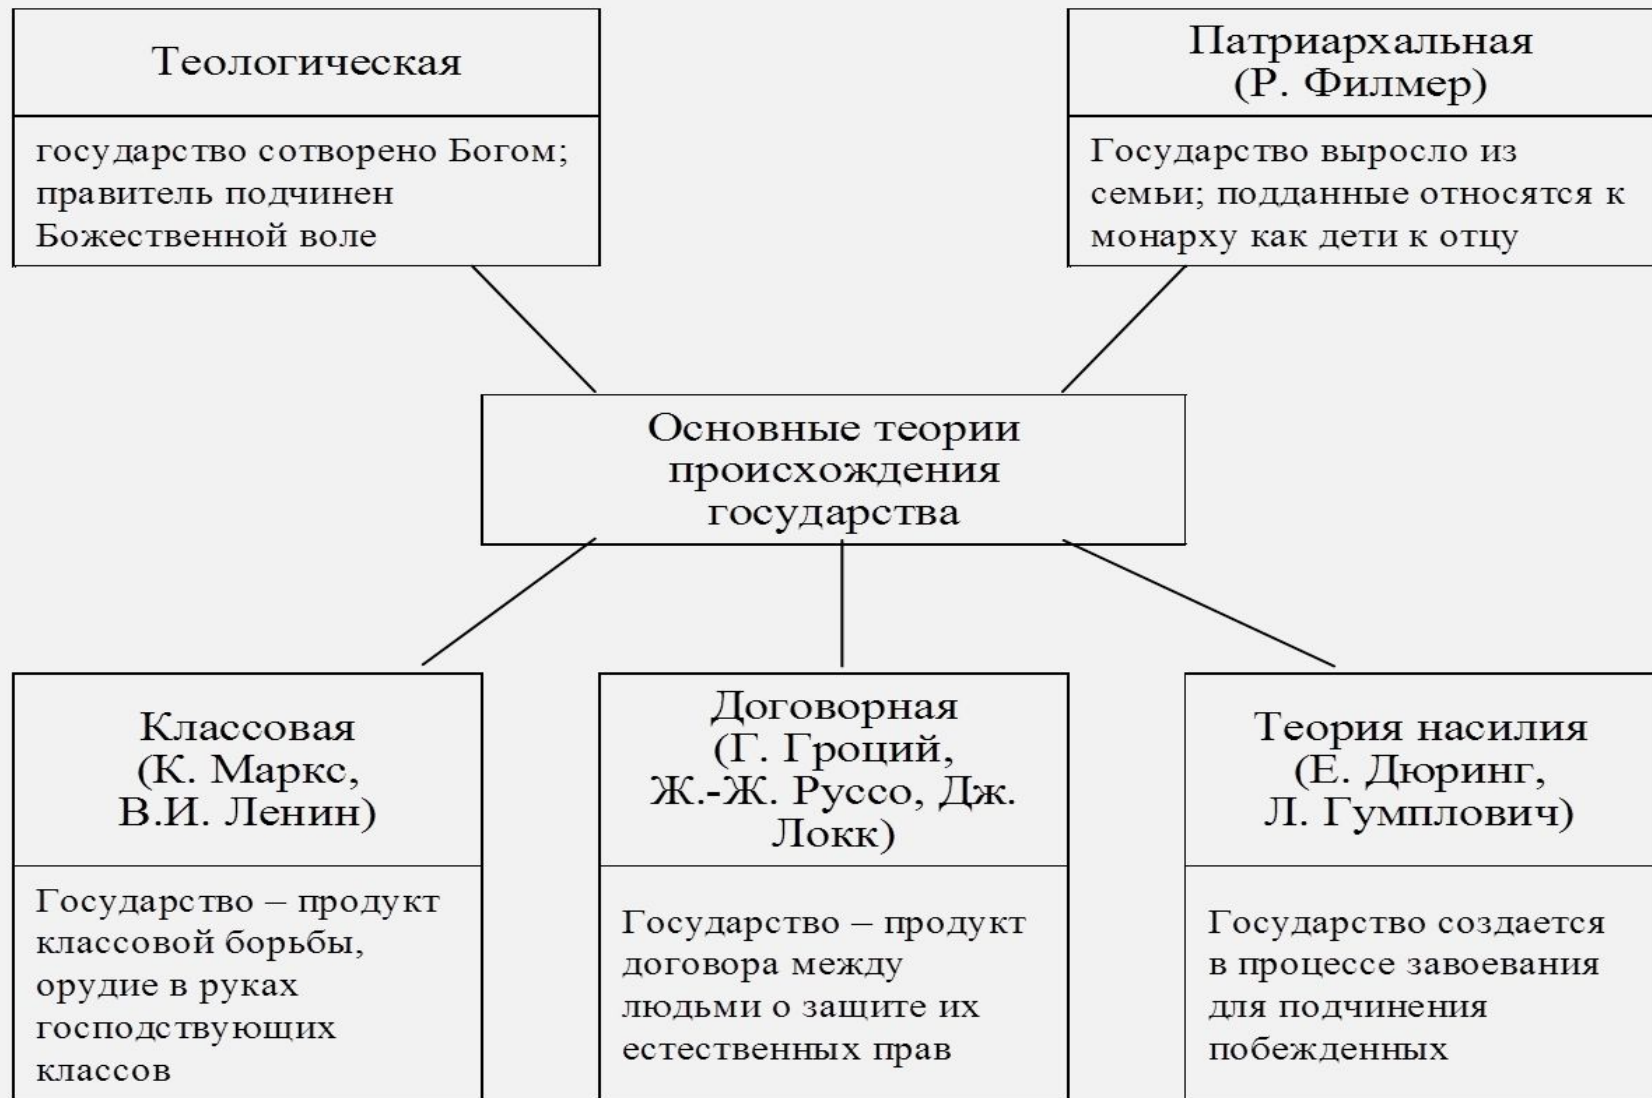 Теологическая
государство сотворено Богом;
правитель подчинен
Божественной воле
Патриархальная
(Р. Филмер)
Государство выросло из
семьи; подданные относятся к
монарху как дети к отцу
Основные теории
происхождения
государства
Классовая
(К. Маркс,
В.И. Ленин)
Государство – продукт
классовой борьбы,
орудие в руках
господствующих
классов
Договорная
(Г. Гроций,
Ж.-Ж. Руссо, Дж.
Локк)
Государство – продукт
договора между
людьми о защите их
естественных прав
Теория насилия
(Е. Дюринг,
Л. Гумплович)
Государство создается
в процессе завоевания
для подчинения
побежденных